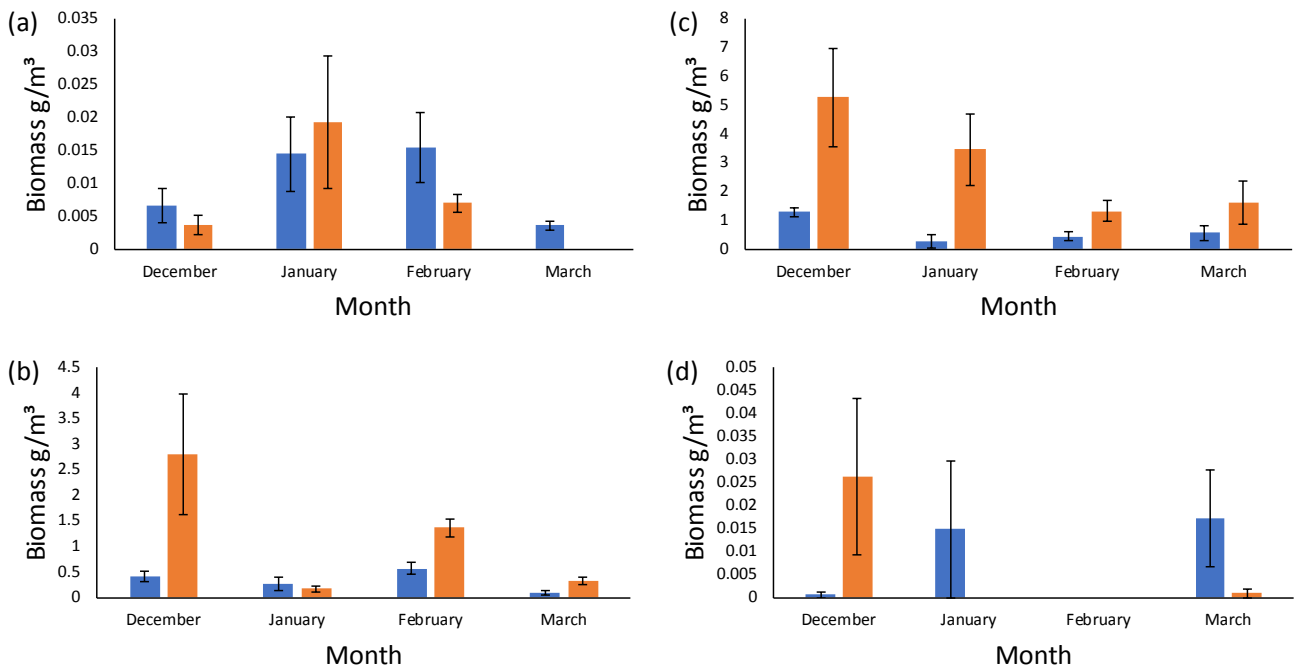 (a)
Biomass g/m³
0.035
0.03
0.025
0.02
0.015
0.01
0.005
0
December January February March
Month
(c)
Biomass g/m³
8
7
6
5
4
3
2
1
0
December January February March
Month
(b)
Biomass g/m³
4.5
4
3.5
3
2.5
2
1.5
1
0.5
0
December January February March
Month
(d)
Biomass g/m³
0.05
0.045
0.04
0.035
0.03
0.025
0.02
0.015
0.01
0.005
0
December January February March
Month